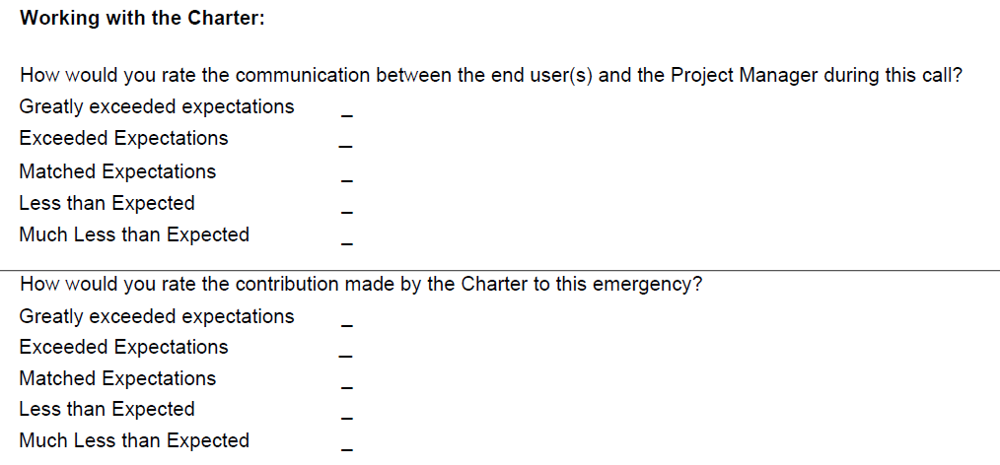 Working with the Charter:
How would you rate the communication between the end user(s) and the Project Manager during this call?
Greatly exceeded expectations _
Exceeded Expectations _
Matched Expectations _
Less than Expected _
Much Less than Expected _
How would you rate the contribution made by the Charter to this emergency?
Greatly exceeded expectations _
Exceeded Expectations _
Matched Expectations _
Less than Expected _
Much Less than Expected _